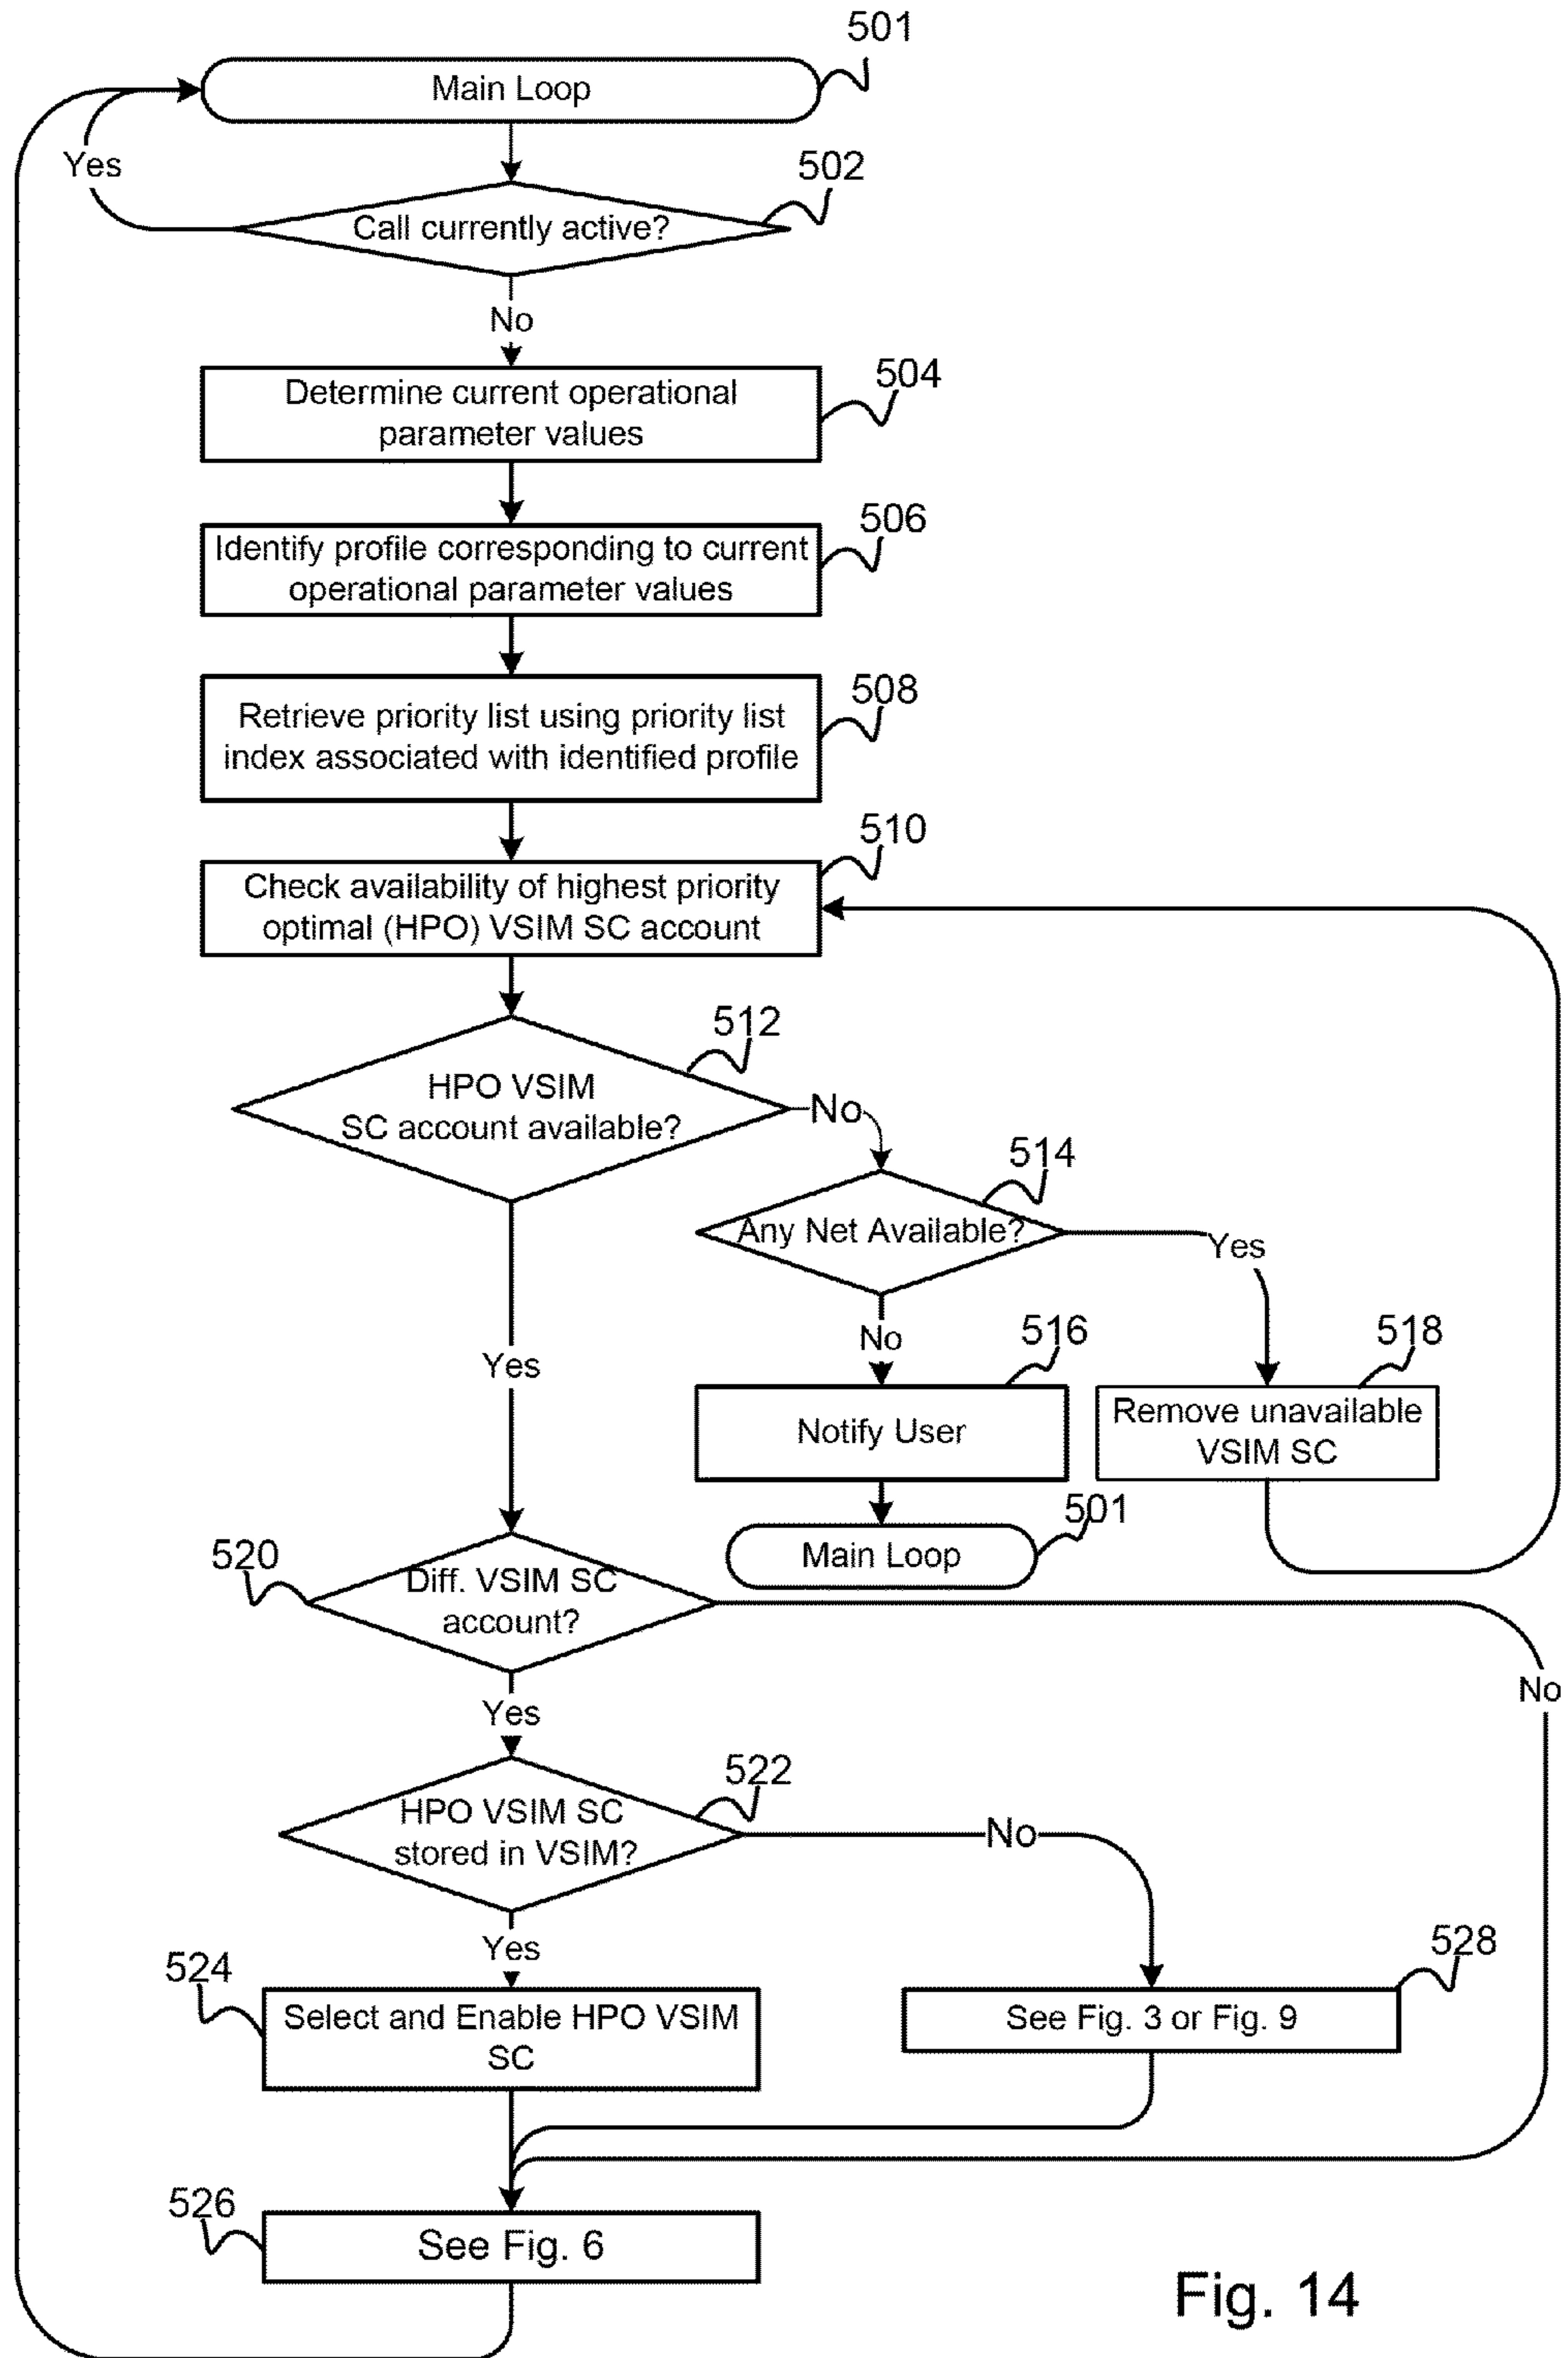 501
Main Loop
Yes
502
Call currently active?
No
504
Determine current operational
parameter values
506
Identify profile corresponding to current
operational parameter values
508
Retrieve priority list using priority list
index associated with identified profile
510
Check availability of highest priority
optimal (HPO) VSIM SC account
512
HPO VSIM
SC account available?
No
514
Any Net Available?
Yes
No
516
518
Yes
Notify User
Remove unavailable
VSIM SC
501
Main Loop
520
Diff. VSIM SC
account?
No
Yes
522
HPO VSIM SC
stored in VSIM?
No
Yes
524
528
Select and Enable HPO VSIM
SC
See Fig. 3 or Fig. 9
526
See Fig. 6
Fig. 14